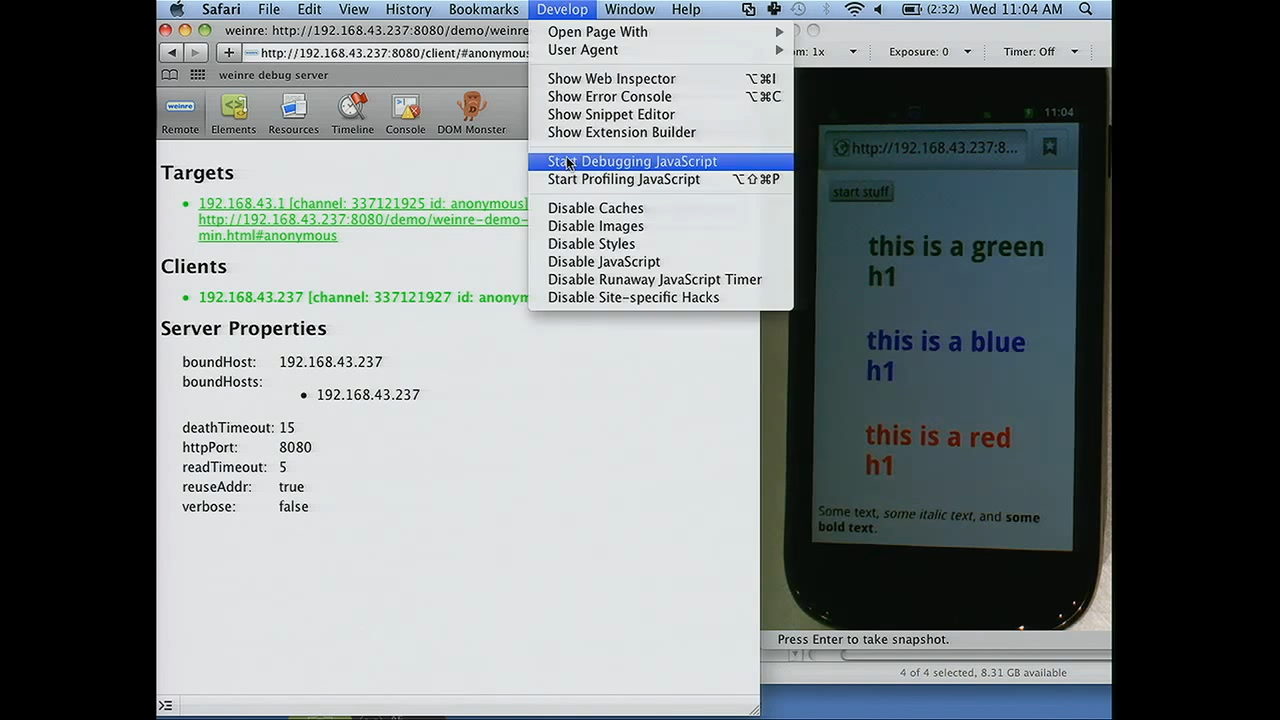 Safari File Edit View History Bookmarks Develop Window Help (2:32) Wed 11:04 AM
weinre: http://192.168.43.237:8080/demo/weinre
http://192.168.43.237:8080/client/#anonymous
weinre debug server
Remote Elements Resources Timeline Console DOM Monster
Targets
192.168.43.1 [channel: 337121925 id: anonymous]
http://192.168.43.237:8080/demo/weinre-demo-
min.html#anonymous
Clients
192.168.43.237 [channel: 337121927 id: anonym
Server Properties
boundHost: 192.168.43.237
boundHosts:
192.168.43.237
deathTimeout: 15
httpPort: 8080
readTimeout: 5
reuseAddr: true
verbose: false
Open Page With
User Agent
Show Web Inspector ⌥⌘I
Show Error Console ⌥⌘C
Show Snippet Editor
Show Extension Builder
Start Debugging JavaScript
Start Profiling JavaScript ⌥⇧⌘P
Disable Caches
Disable Images
Disable Styles
Disable JavaScript
Disable Runaway JavaScript Timer
Disable Site-specific Hacks
om: 1x Exposure: 0 Timer: Off
11:04
http://192.168.43.237:8...
start stuff
this is a green
h1
this is a blue
h1
this is a red
h1
Some text, some italic text, and some
bold text.
Press Enter to take snapshot.
4 of 4 selected, 8.31 GB available